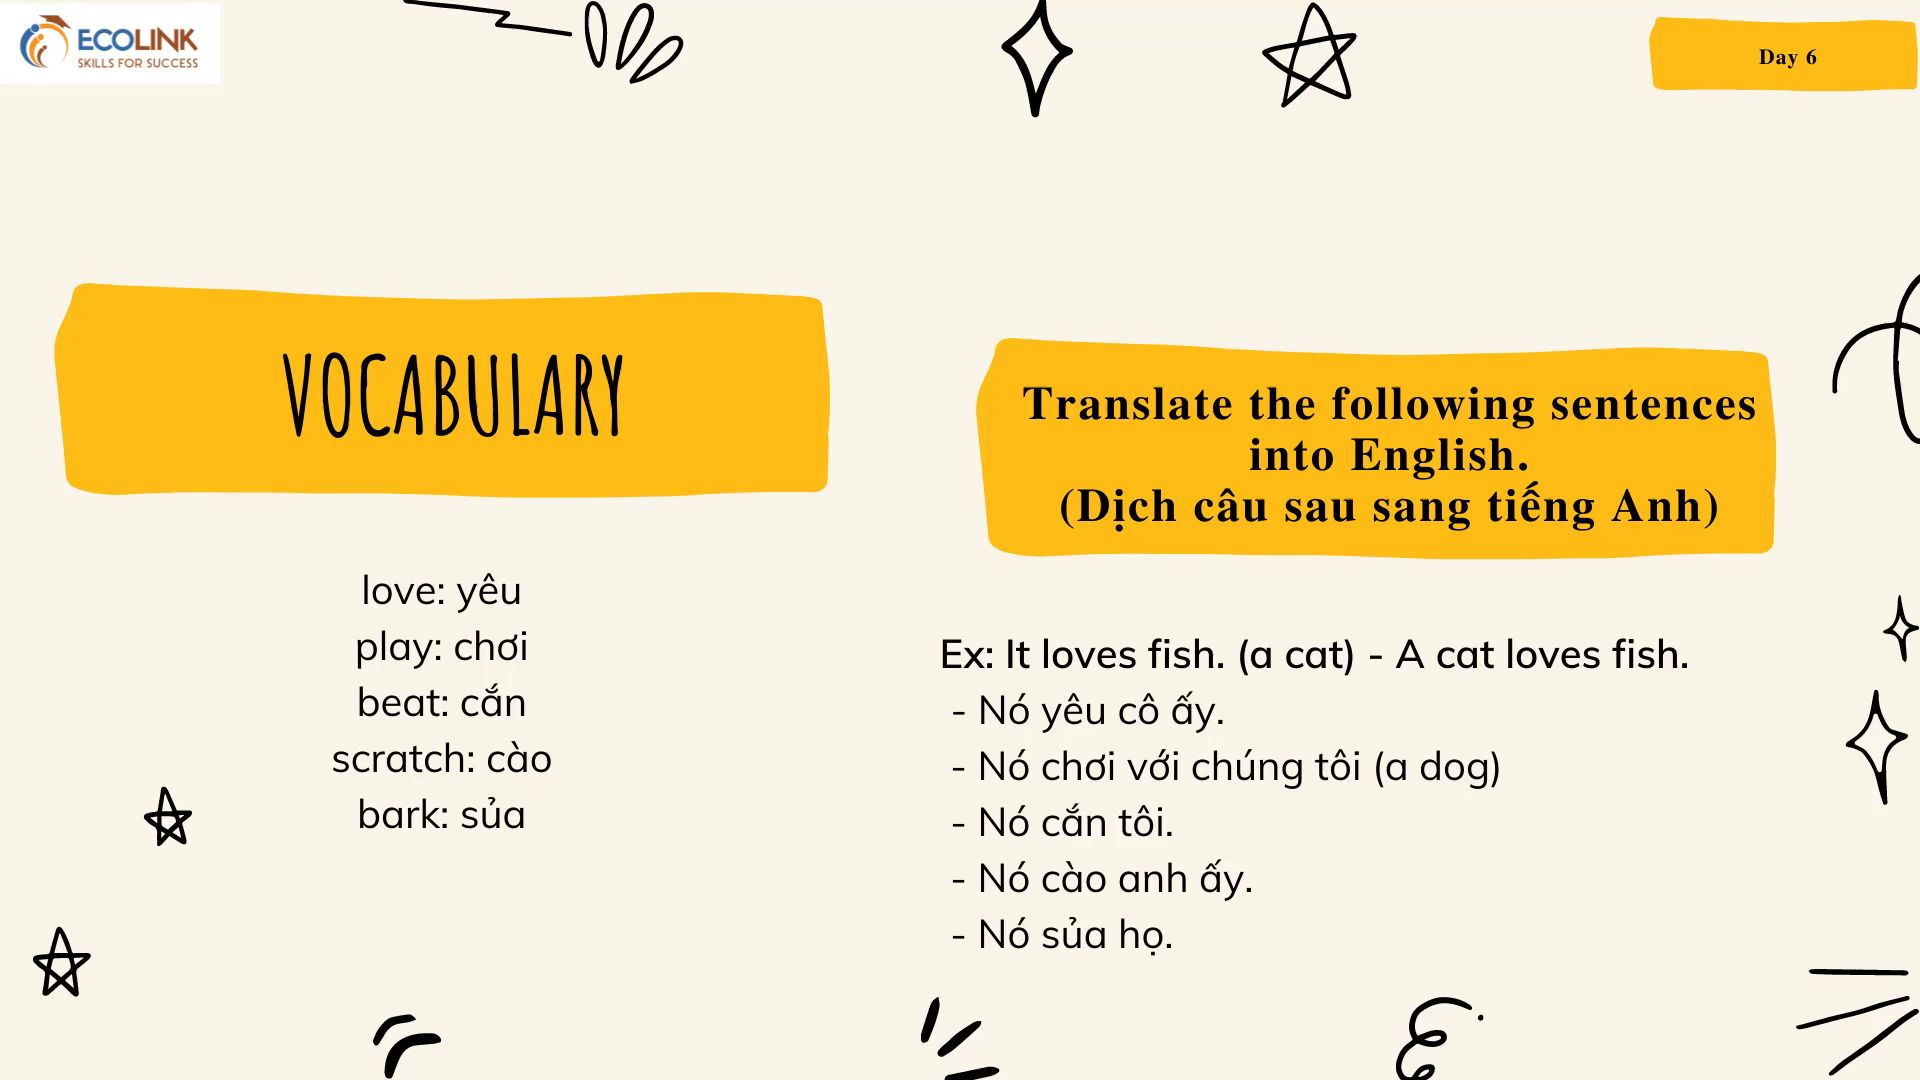 ECOLINK
SKILLS FOR SUCCESS
Day 6
VOCABULARY
love: yêu
play: chơi
beat: cắn
scratch: cào
bark: sủa
Translate the following sentences
into English.
(Dịch câu sau sang tiếng Anh)
Ex: It loves fish. (a cat) - A cat loves fish.
- Nó yêu cô ấy.
- Nó chơi với chúng tôi (a dog)
- Nó cắn tôi.
- Nó cào anh ấy.
- Nó sủa họ.